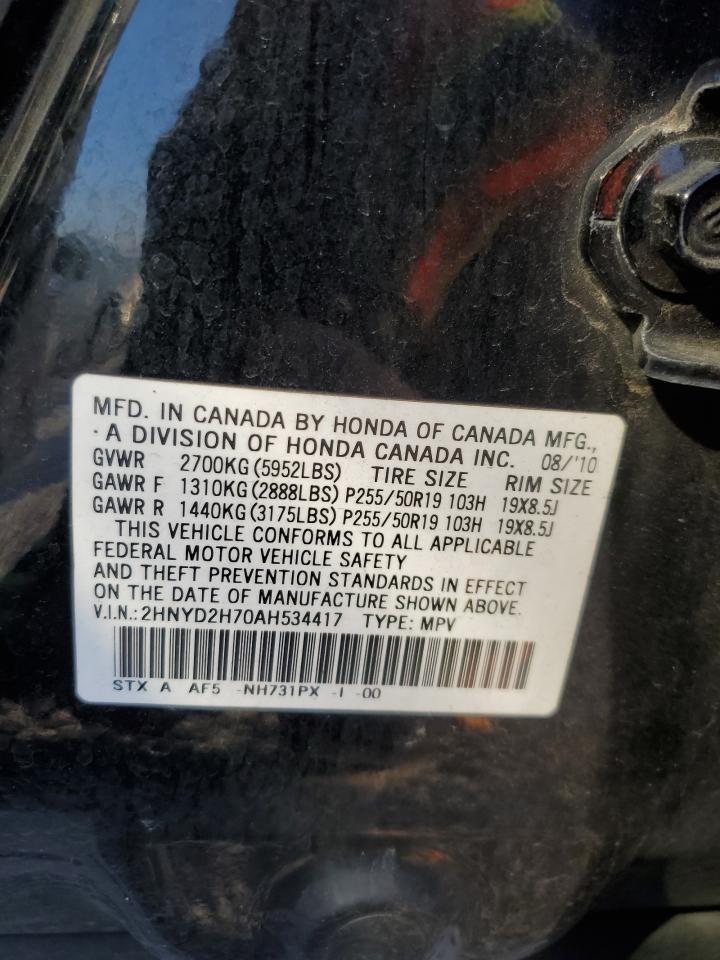 MFD. IN CANADA BY HONDA OF CANADA MFG.,
· A DIVISION OF HONDA CANADA INC. 08/'10
GVWR 2700KG(5952LBS) TIRE SIZE RIM SIZE
GAWR F 1310KG(2888LBS) P255/50R19 103H 19X8.5J
GAWR R 1440KG(3175LBS) P255/50R19 103H 19X8.5J
THIS VEHICLE CONFORMS TO ALL APPLICABLE
FEDERAL MOTOR VEHICLE SAFETY
AND THEFT PREVENTION STANDARDS IN EFFECT
ON THE DATE OF MANUFACTURE SHOWN ABOVE.
V.I.N.:2HNYD2H70AH534417 TYPE: MPV
STX A AF5 -NH731PX -I -00